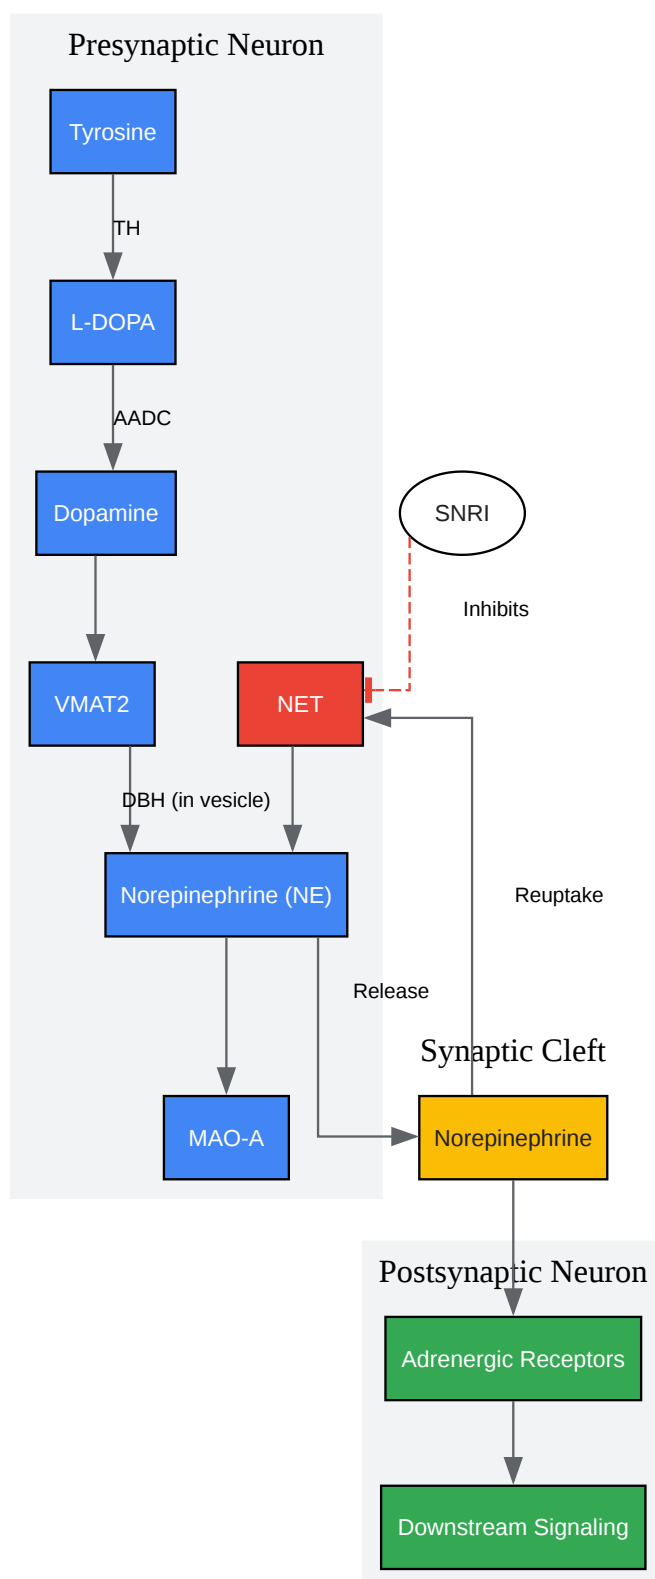 Presynaptic Neuron
Tyrosine
TH
L-DOPA
AADC
Dopamine
SNRI
Inhibits
VMAT2
NET
DBH (in vesicle)
Norepinephrine (NE)
Reuptake
Release
Synaptic Cleft
MAO-A
Norepinephrine
Postsynaptic Neuron
Adrenergic Receptors
Downstream Signaling